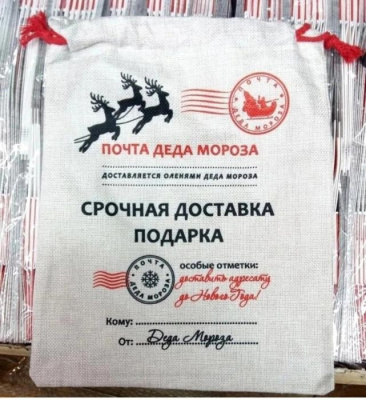 ПОЧТА
ДЕДА МОРОЗА
ПОЧТА ДЕДА МОРОЗА
ДОСТАВЛЯЕТСЯ ОЛЕНЯМИ ДЕДА МОРОЗА
СРОЧНАЯ ДОСТАВКА
ПОДАРКА
ПОЧТА
ДЕДА МОРОЗА
особые отметки:
доставить адресату
до Нового Года!
Кому:
От: Деда Мороза